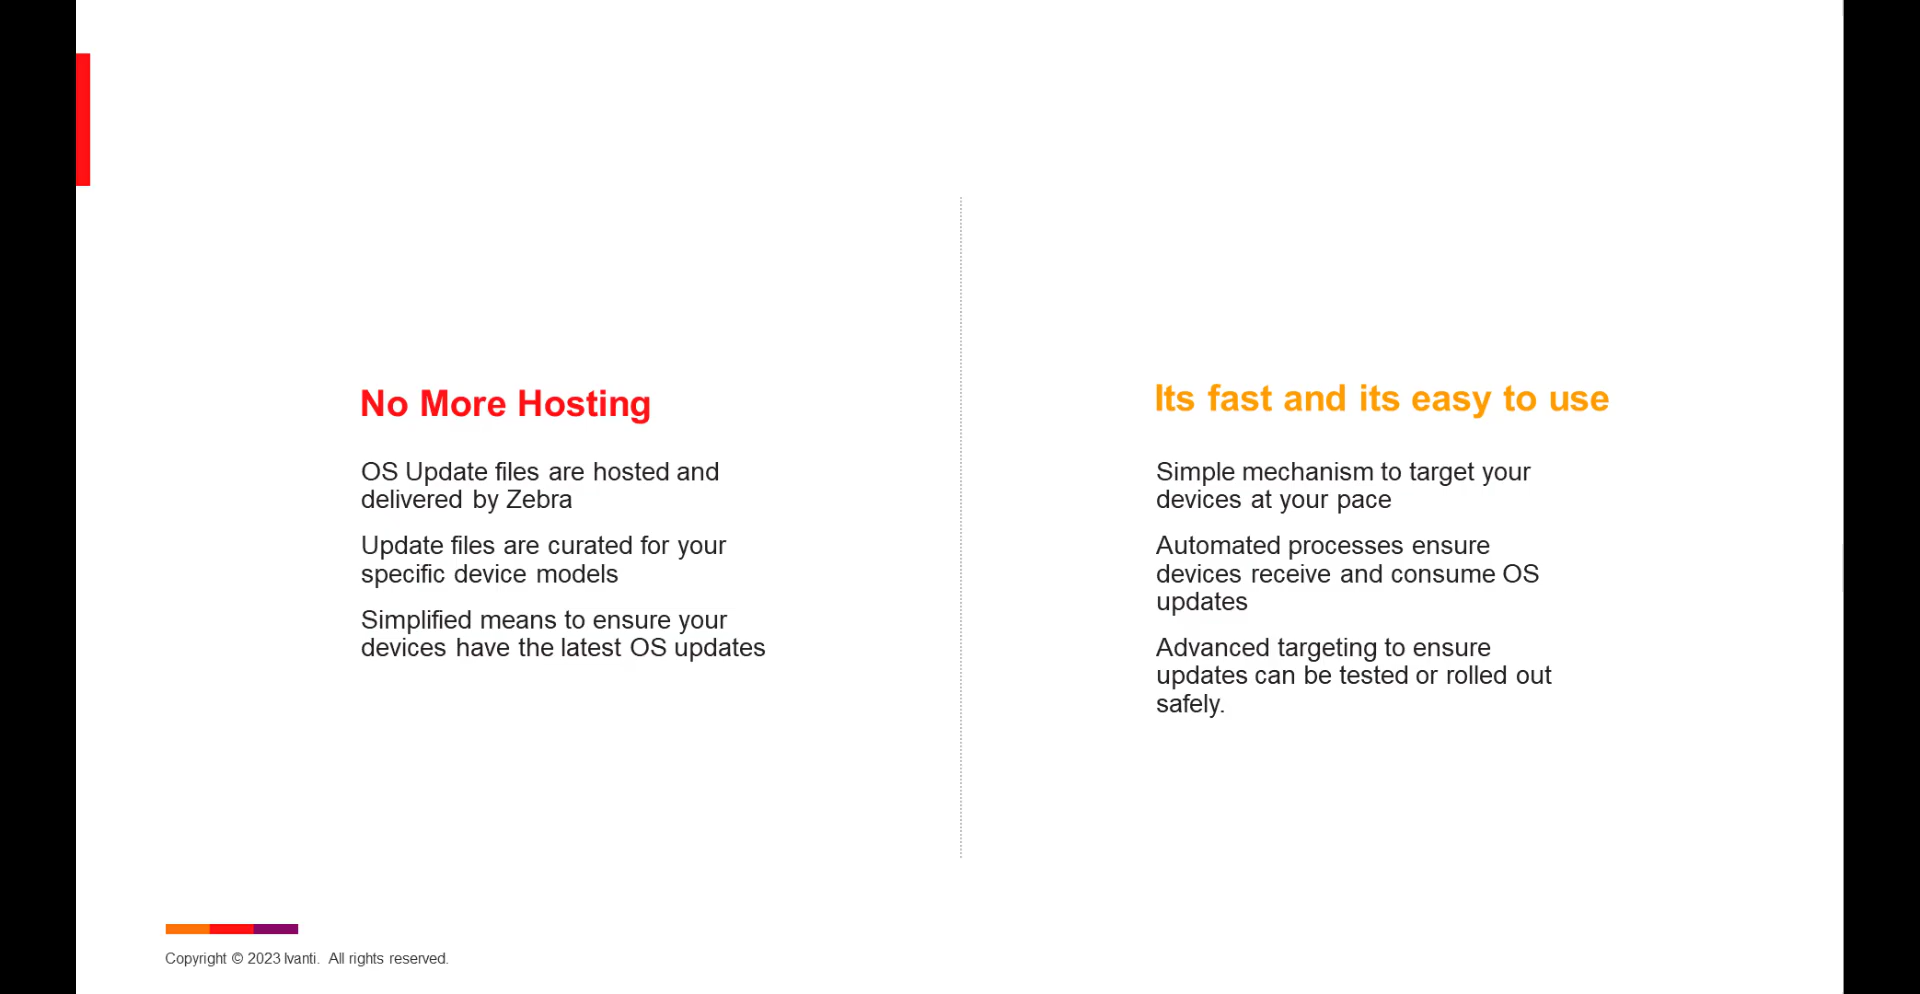 No More Hosting
OS Update files are hosted and
delivered by Zebra
Update files are curated for your
specific device models
Simplified means to ensure your
devices have the latest OS updates
Its fast and its easy to use
Simple mechanism to target your
devices at your pace
Automated processes ensure
devices receive and consume OS
updates
Advanced targeting to ensure
updates can be tested or rolled out
safely.
Copyright © 2023 Ivanti. All rights reserved.